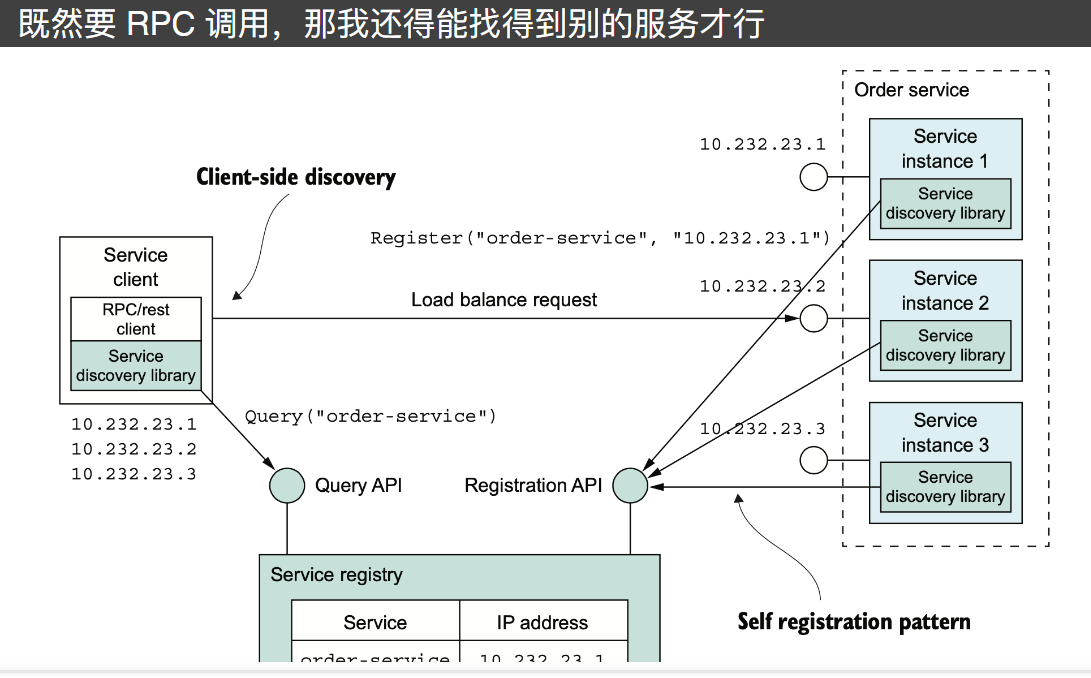 既然要 RPC 调用，那我还得能找得到别的服务才行
Order service
10.232.23.1
Service
instance 1
Service
discovery library
Client-side discovery
Register("order-service", "10.232.23.1")
Service
client
RPC/rest
client
Service
discovery library
10.232.23.1
10.232.23.2
10.232.23.3
Load balance request
10.232.23.2
Service
instance 2
Service
discovery library
Query("order-service")
10.232.23.3
Service
instance 3
Service
discovery library
Query API
Registration API
Self registration pattern
Service registry
Service
IP address
order-service
10.232.23.1